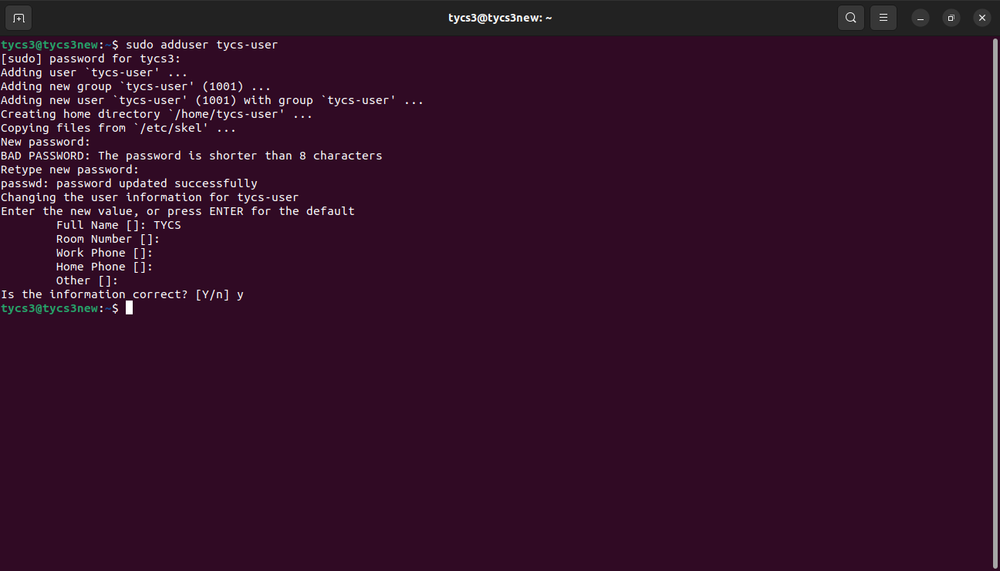 tycs3@tycs3new: ~
tycs3@tycs3new:~$ sudo adduser tycs-user
[sudo] password for tycs3:
Adding user `tycs-user' ...
Adding new group `tycs-user' (1001) ...
Adding new user `tycs-user' (1001) with group `tycs-user' ...
Creating home directory `/home/tycs-user' ...
Copying files from `/etc/skel' ...
New password:
BAD PASSWORD: The password is shorter than 8 characters
Retype new password:
passwd: password updated successfully
Changing the user information for tycs-user
Enter the new value, or press ENTER for the default
        Full Name []: TYCS
        Room Number []:
        Work Phone []:
        Home Phone []:
        Other []:
Is the information correct? [Y/n] y
tycs3@tycs3new:~$